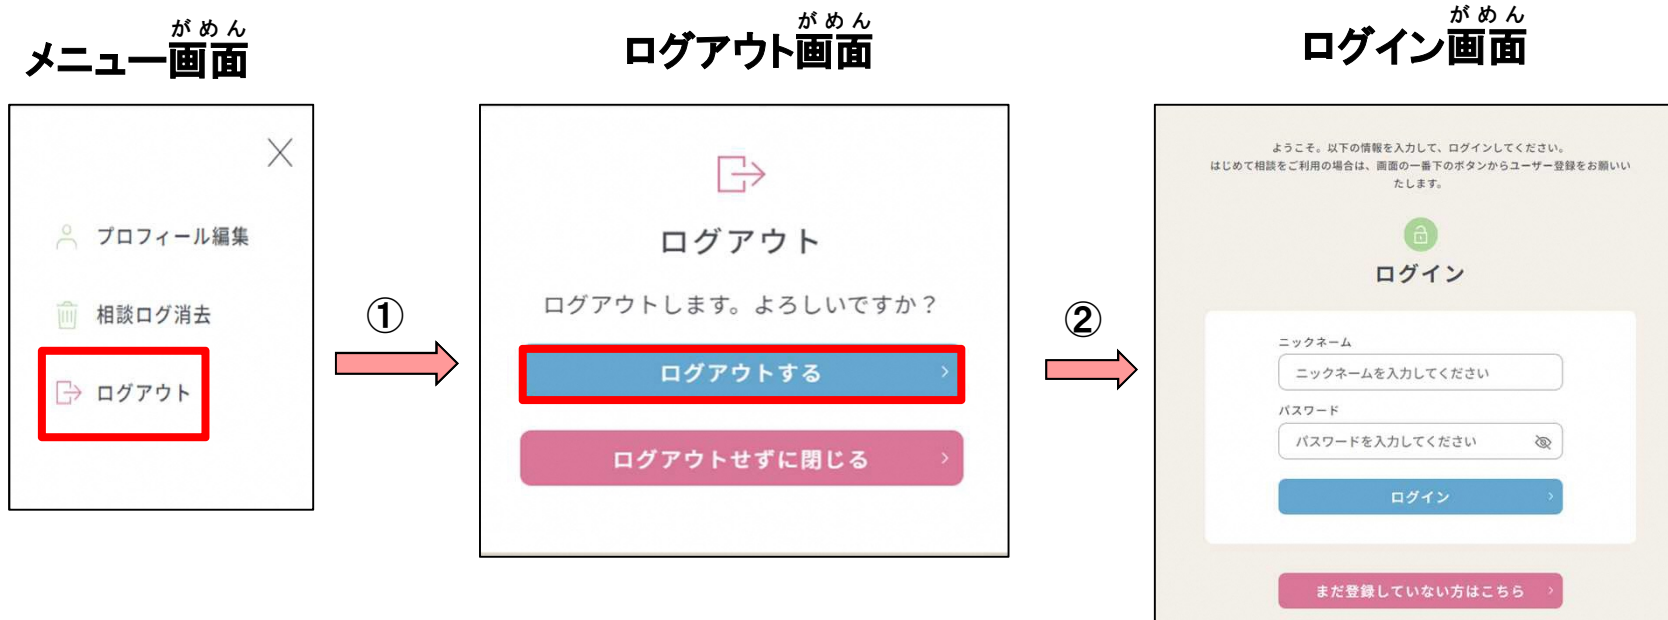 がめん
メニュー画面
プロフィール編集
相談ログ消去
ログアウト
①
がめん
ログアウト画面
ログアウト
ログアウトします。よろしいですか？
ログアウトする
ログアウトせずに閉じる
②
がめん
ログイン画面
ようこそ。以下の情報を入力して、ログインしてください。
はじめて相談をご利用の場合は、画面の一番下のボタンからユーザー登録をお願いい
たします。
ログイン
ニックネーム
ニックネームを入力してください
パスワード
パスワードを入力してください
ログイン
まだ登録していない方はこちら